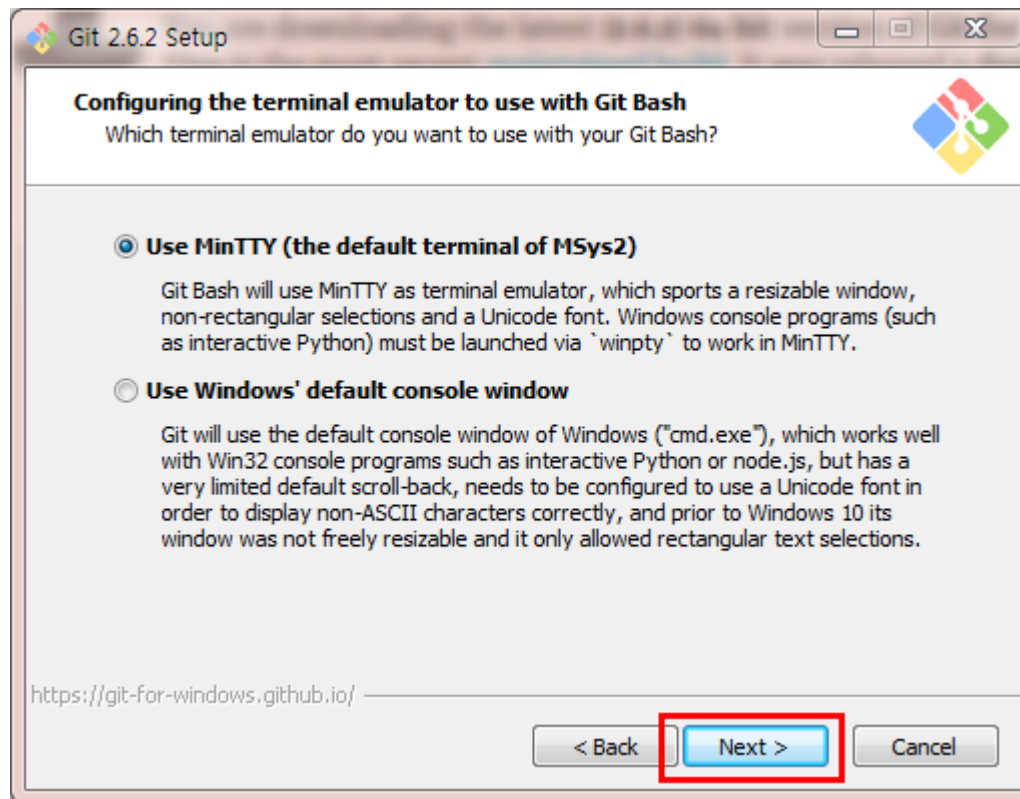 Git 2.6.2 Setup
Configuring the terminal emulator to use with Git Bash
Which terminal emulator do you want to use with your Git Bash?
Use MinTTY (the default terminal of MSys2)
Git Bash will use MinTTY as terminal emulator, which sports a resizable window,
non-rectangular selections and a Unicode font. Windows console programs (such
as interactive Python) must be launched via `winpty` to work in MinTTY.
Use Windows' default console window
Git will use the default console window of Windows ("cmd.exe"), which works well
with Win32 console programs such as interactive Python or node.js, but has a
very limited default scroll-back, needs to be configured to use a Unicode font in
order to display non-ASCII characters correctly, and prior to Windows 10 its
window was not freely resizable and it only allowed rectangular text selections.
https://git-for-windows.github.io/
< Back
Next >
Cancel